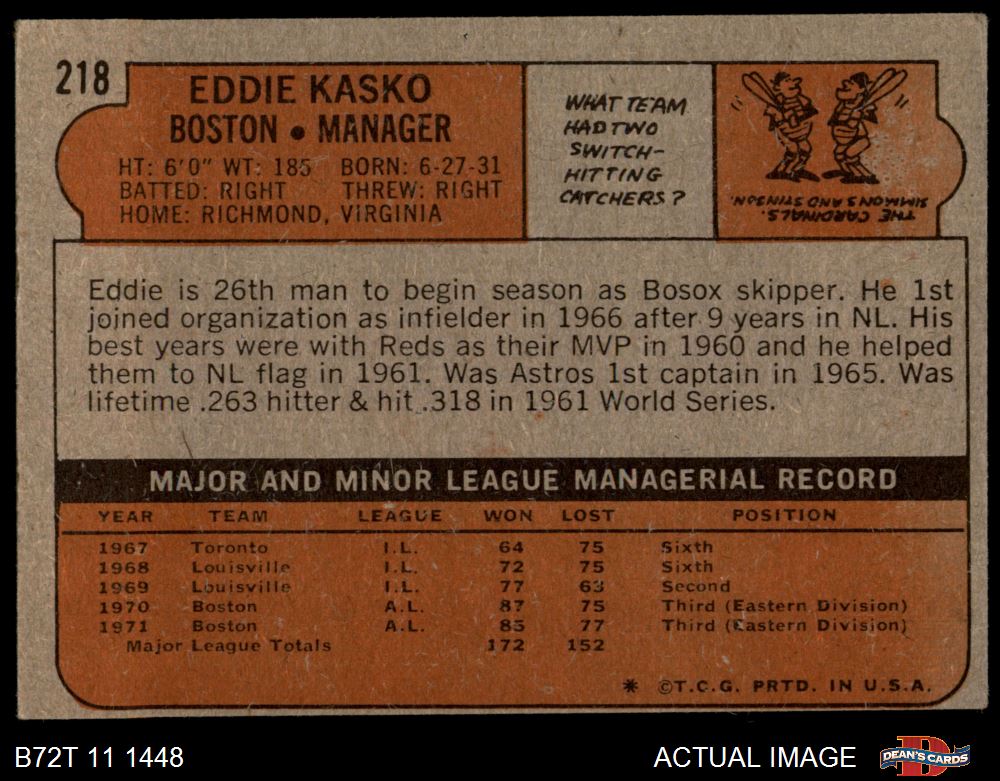 218
EDDIE KASKO
BOSTON • MANAGER
HT: 6'0" WT: 185 BORN: 6-27-31
BATTED: RIGHT THREW: RIGHT
HOME: RICHMOND, VIRGINIA
WHAT TEAM
HAD TWO
SWITCH-
HITTING
CATCHERS?
THE CARDINALS.
SIMMONS AND STINSON.
Eddie is 26th man to begin season as Bosox skipper. He 1st
joined organization as infielder in 1966 after 9 years in NL. His
best years were with Reds as their MVP in 1960 and he helped
them to NL flag in 1961. Was Astros 1st captain in 1965. Was
lifetime .263 hitter & hit .318 in 1961 World Series.
MAJOR AND MINOR LEAGUE MANAGERIAL RECORD
YEAR TEAM LEAGUE WON LOST POSITION
1967 Toronto I.L. 64 75 Sixth
1968 Louisville I.L. 72 75 Sixth
1969 Louisville I.L. 77 63 Second
1970 Boston A.L. 87 75 Third (Eastern Division)
1971 Boston A.L. 85 77 Third (Eastern Division)
Major League Totals 172 152
* ©T.C.G. PRTD. IN U.S.A.
B72T 11 1448 ACTUAL IMAGE DEAN'S CARDS